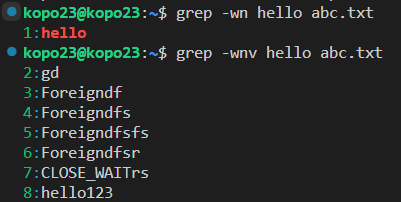 kopo23@kopo23:~$ grep -wn hello abc.txt
1:hello
kopo23@kopo23:~$ grep -wnv hello abc.txt
2:gd
3:Foreigndf
4:Foreigndfs
5:Foreigndfsfs
6:Foreigndfsr
7:CLOSE_WAITrs
8:hello123